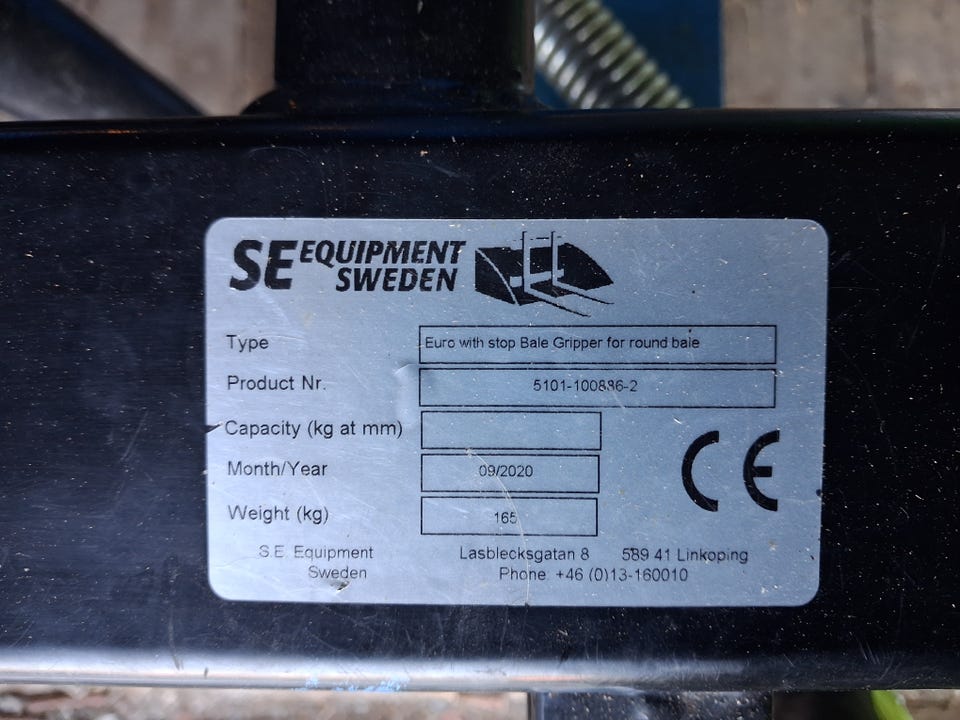 SE EQUIPMENT SWEDEN
Type Euro with stop Bale Gripper for round bale
Product Nr. 5101-100886-2
Capacity (kg at mm)
Month/Year 09/2020
Weight (kg) 165
CE
S.E. Equipment Lasblecksgatan 8 589 41 Linkoping
Sweden Phone: +46 (0)13-160010